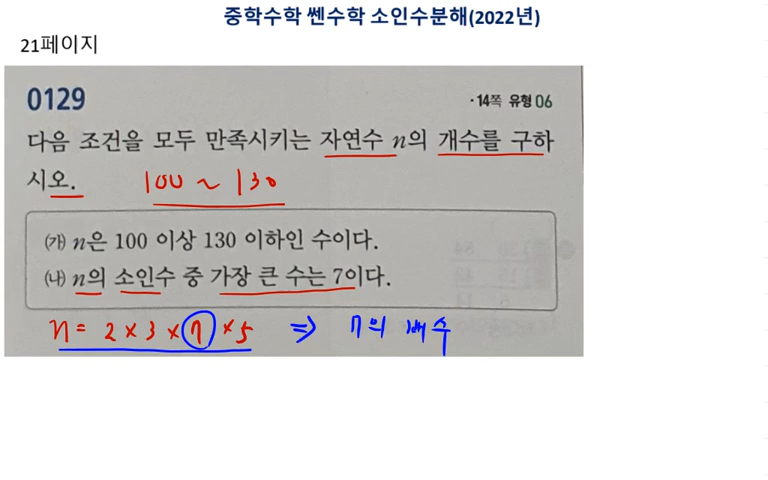 중학수학 쎈수학 소인수분해(2022년)
21페이지
0129
·14쪽 유형 06
다음 조건을 모두 만족시키는 자연수 n의 개수를 구하
시오.
100 ~ 130
㈎ n은 100 이상 130 이하인 수이다.
㈏ n의 소인수 중 가장 큰 수는 7이다.
n = 2 × 3 × 7 × 5 ⇒ 7의 배수